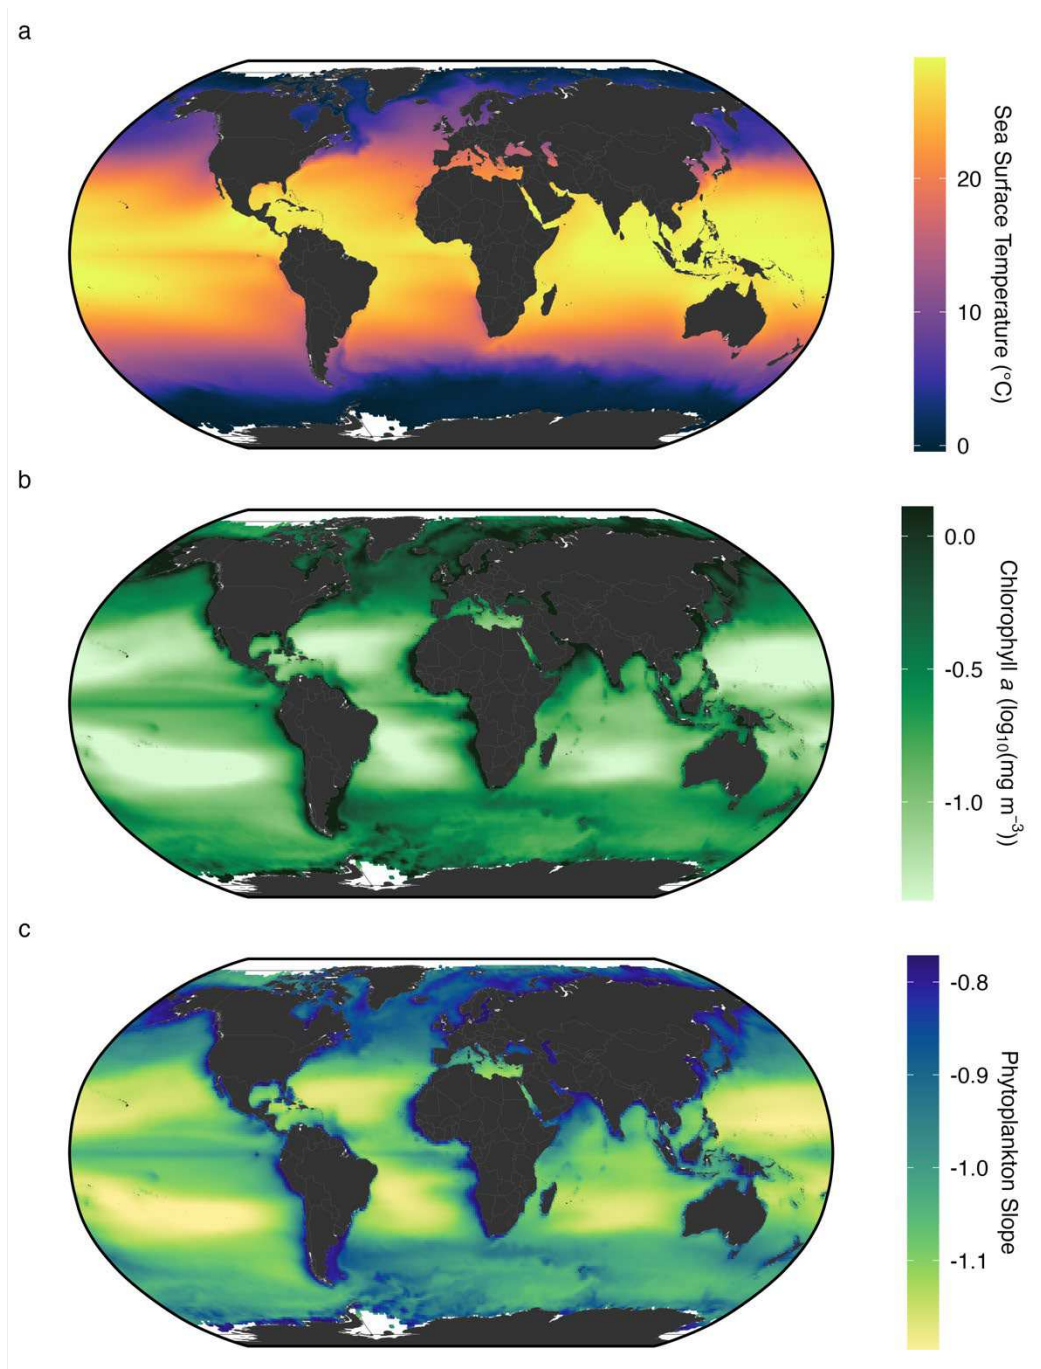 a
20
10
0
Sea Surface Temperature (°C)
b
0.0
-0.5
-1.0
Chlorophyll a (log₁₀(mg m⁻³))
c
-0.8
-0.9
-1.0
-1.1
Phytoplankton Slope